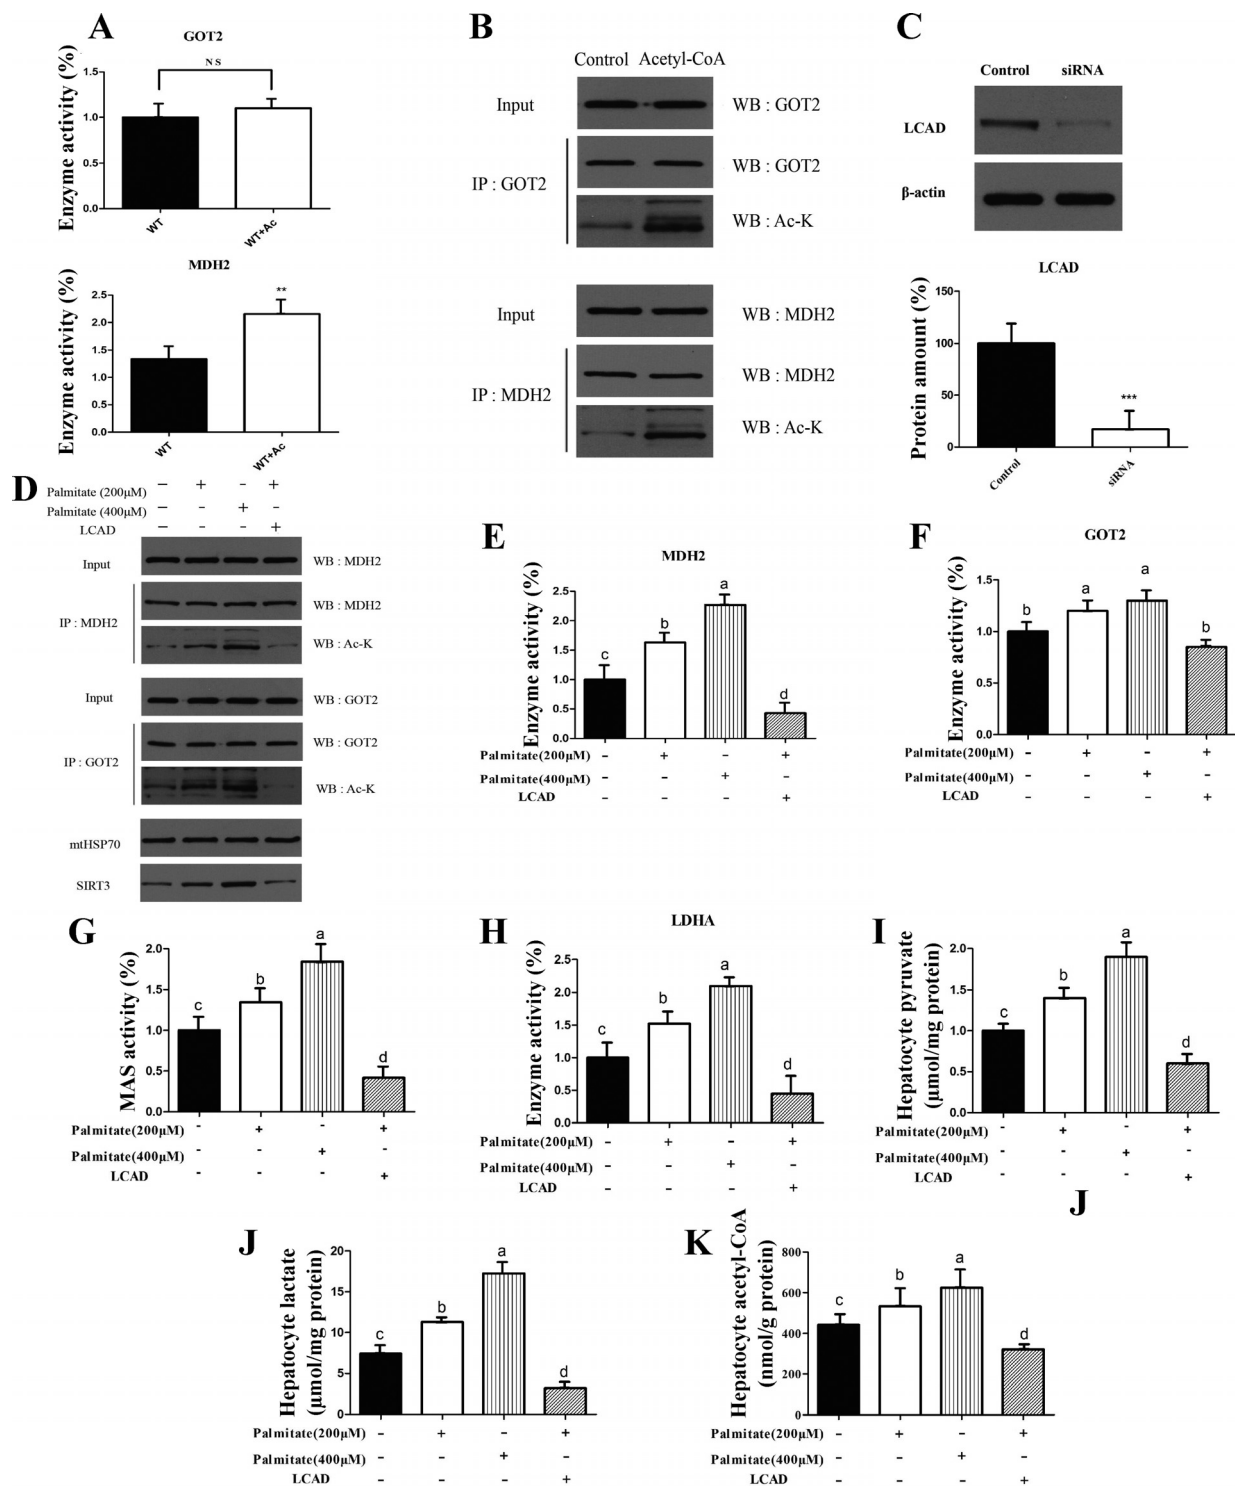 A
GOT2
Enzyme activity (%)
1.5
1.0
0.5
0.0
NS
WT
WT+Ac
MDH2
Enzyme activity (%)
2.5
2.0
1.5
1.0
0.5
0.0
**
WT
WT+Ac
B
Control Acetyl-CoA
Input WB : GOT2
IP : GOT2 WB : GOT2
WB : Ac-K
Input WB : MDH2
IP : MDH2 WB : MDH2
WB : Ac-K
C
Control siRNA
LCAD
β-actin
LCAD
Protein amount (%)
150
100
50
0
***
Control
siRNA
D
Palmitate (200μM) – + – +
Palmitate (400μM) – - + -
LCAD – - - +
Input WB : MDH2
IP : MDH2 WB : MDH2
WB : Ac-K
Input WB : GOT2
IP : GOT2 WB : GOT2
WB : Ac-K
mtHSP70
SIRT3
E
MDH2
Enzyme activity (%)
2.5
2.0
1.5
1.0
0.5
0.0
c b a d
Palmitate(200μM) - + - +
Palmitate(400μM) - - + -
LCAD - - - +
F
GOT2
Enzyme activity (%)
1.5
1.0
0.5
0.0
b a a b
Palmitate(200μM) - + - +
Palmitate(400μM) - - + -
LCAD - - - +
G
MAS activity (%)
2.0
1.5
1.0
0.5
0.0
c b a d
Palmitate(200μM) - + - +
Palmitate(400μM) - - + -
LCAD - - - +
H
LDHA
Enzyme activity (%)
2.5
2.0
1.5
1.0
0.5
0.0
c b a d
Palmitate(200μM) - + - +
Palmitate(400μM) - - + -
LCAD - - - +
I
Hepatocyte pyruvate
(μmol/mg protein)
2.0
1.5
1.0
0.5
0.0
c b a d
Palmitate(200μM) - + - +
Palmitate(400μM) - - + -
LCAD - - - +
J
J
Hepatocyte lactate
(μmol/mg protein)
20
15
10
5
0
c b a d
Palmitate(200μM) - + - +
Palmitate(400μM) - - + -
LCAD - - - +
K
Hepatocyte acetyl-CoA
(nmol/g protein)
800
600
400
200
0
c b a d
Palmitate(200μM) - + - +
Palmitate(400μM) - - + -
LCAD - - - +